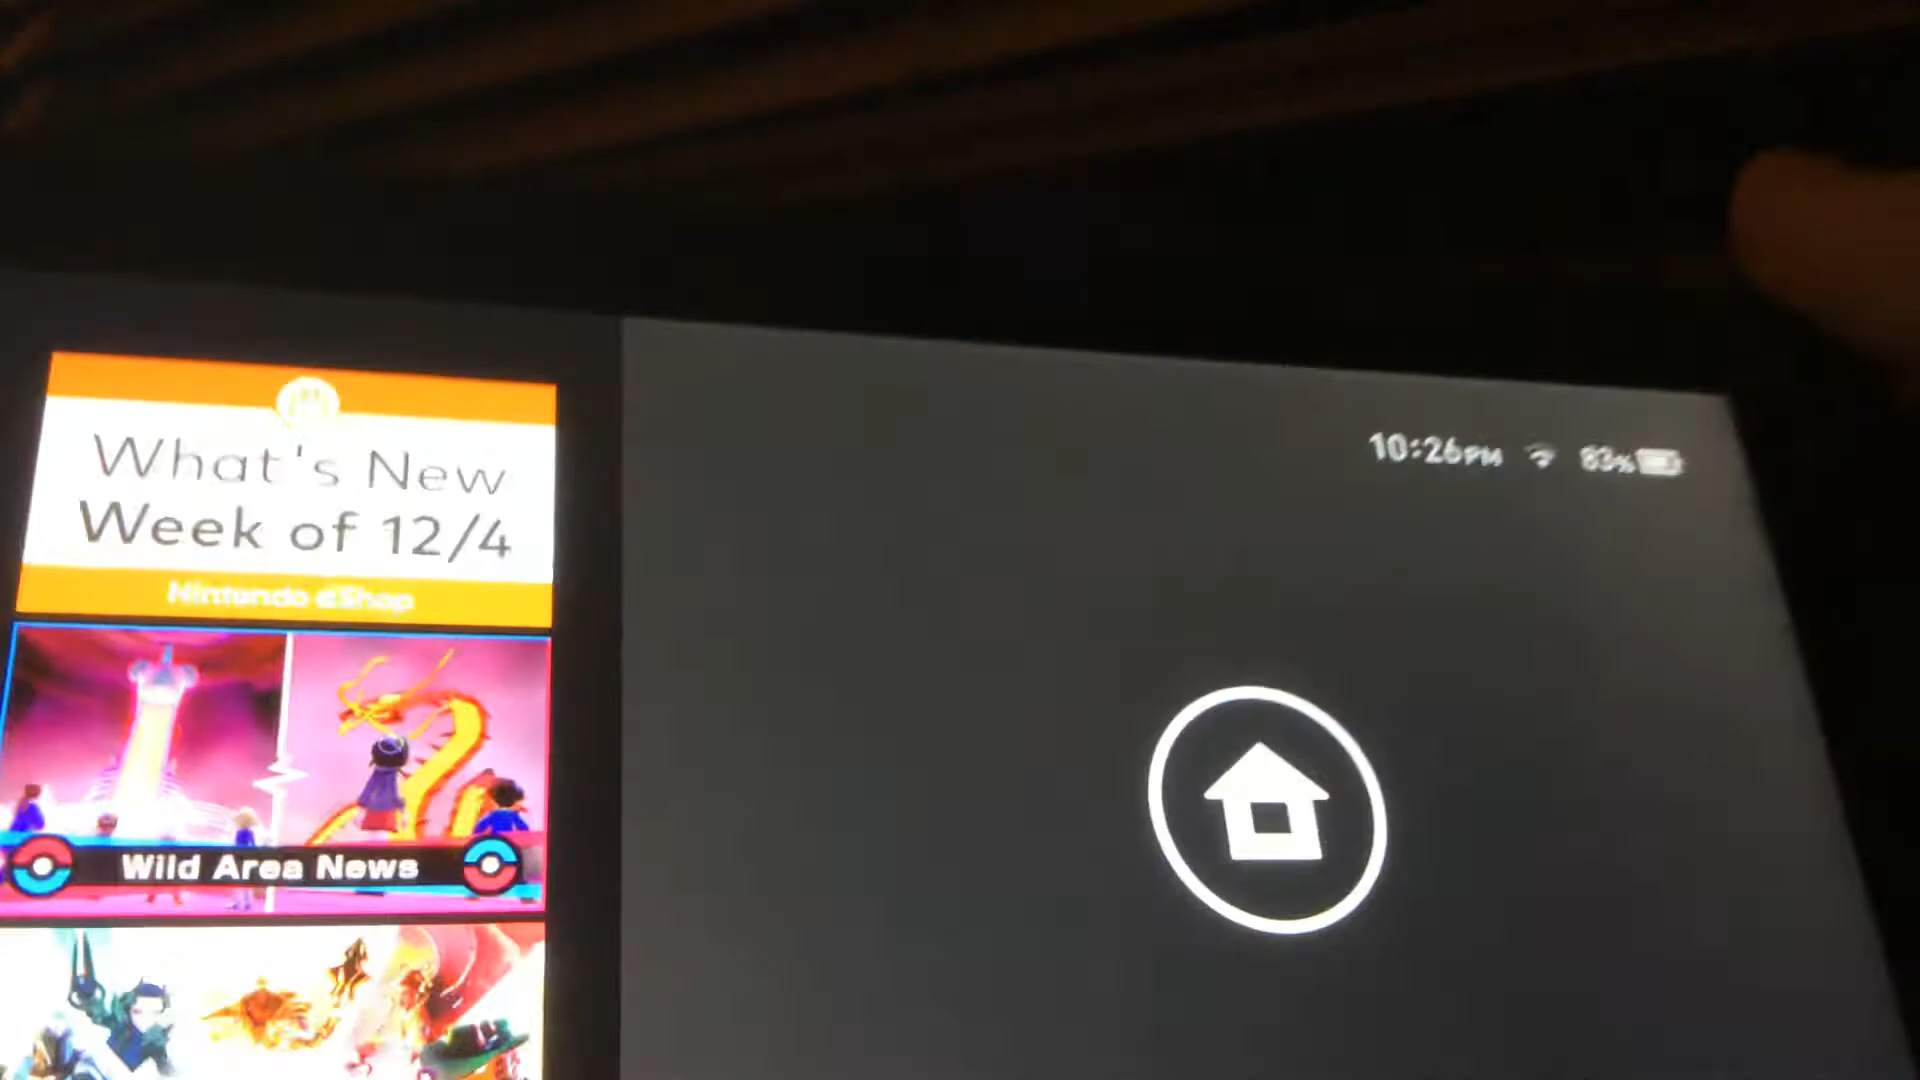 What's New
Week of 12/4
Nintendo eShop
Wild Area News
10:26PM 83%